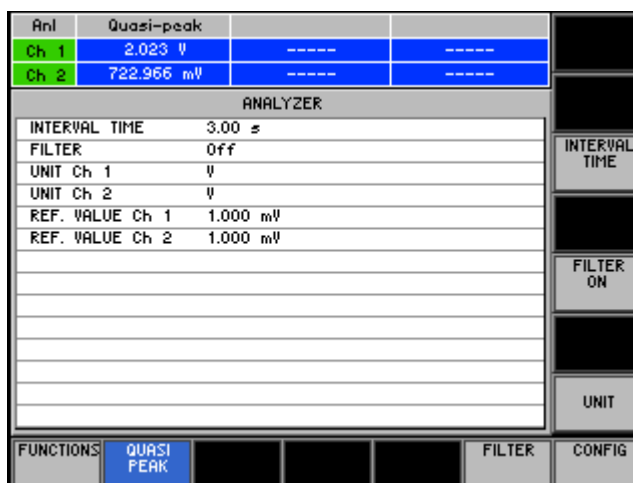 Anl Quasi-peak
Ch 1 2.023 V ----- -----
Ch 2 722.966 mV ----- -----
ANALYZER
INTERVAL TIME 3.00 s
FILTER Off
UNIT Ch 1 V
UNIT Ch 2 V
REF. VALUE Ch 1 1.000 mV
REF. VALUE Ch 2 1.000 mV
INTERVAL
TIME
FILTER
ON
UNIT
FUNCTIONS QUASI PEAK FILTER CONFIG